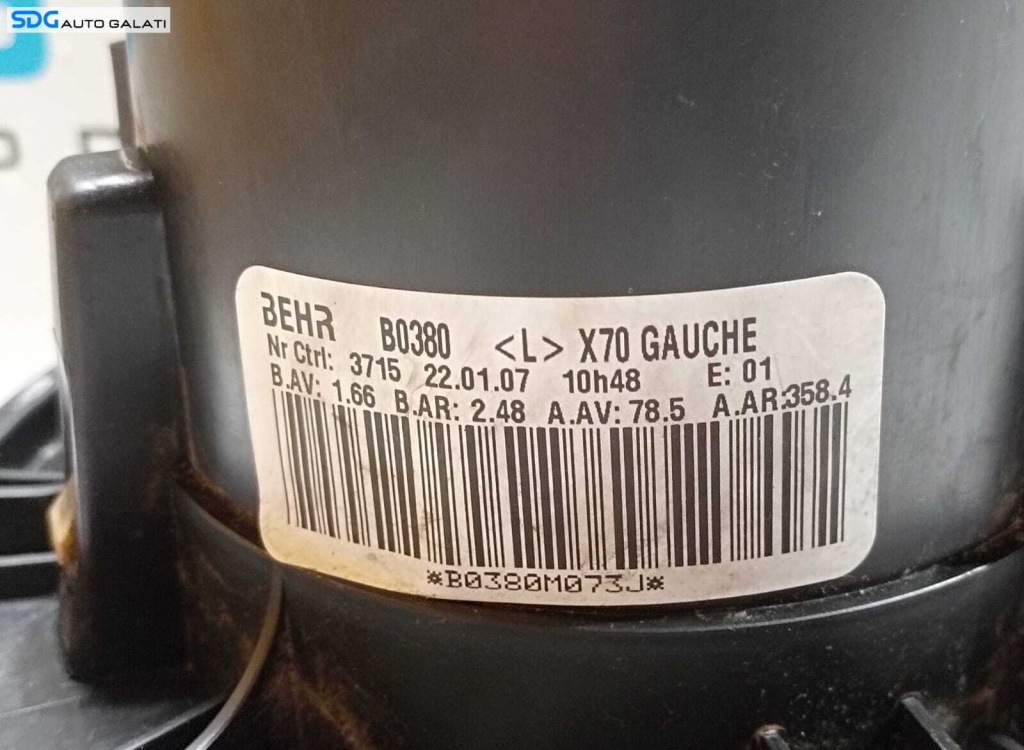 SDG AUTO GALATI
BEHR B0380 <L> X70 GAUCHE
Nr Ctrl: 3715 22.01.07 10h48 E: 01
B.AV: 1.66 B.AR: 2.48 A.AV: 78.5 A.AR:358.4
*B0380M073J*